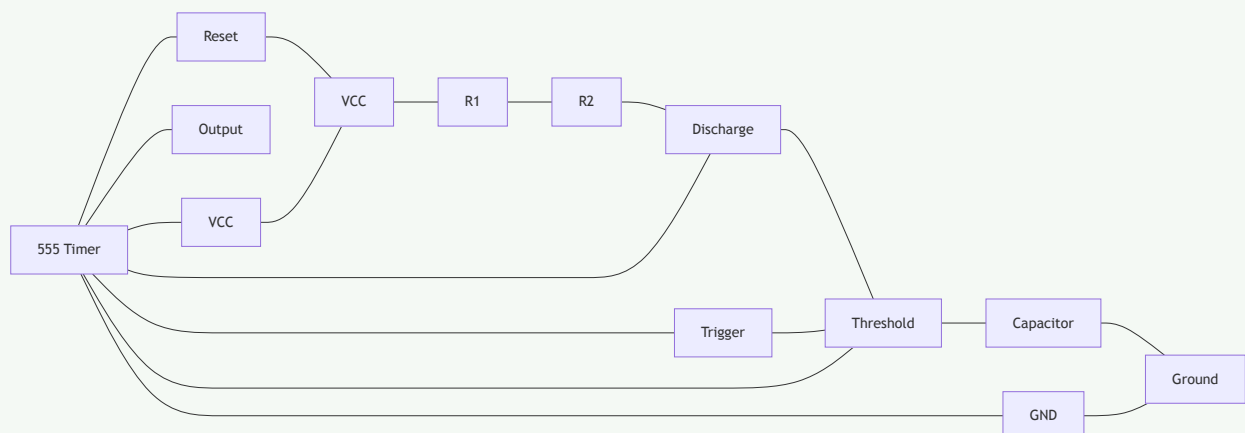 Reset
VCC
R1
R2
Output
Discharge
VCC
555 Timer
Trigger
Threshold
Capacitor
Ground
GND